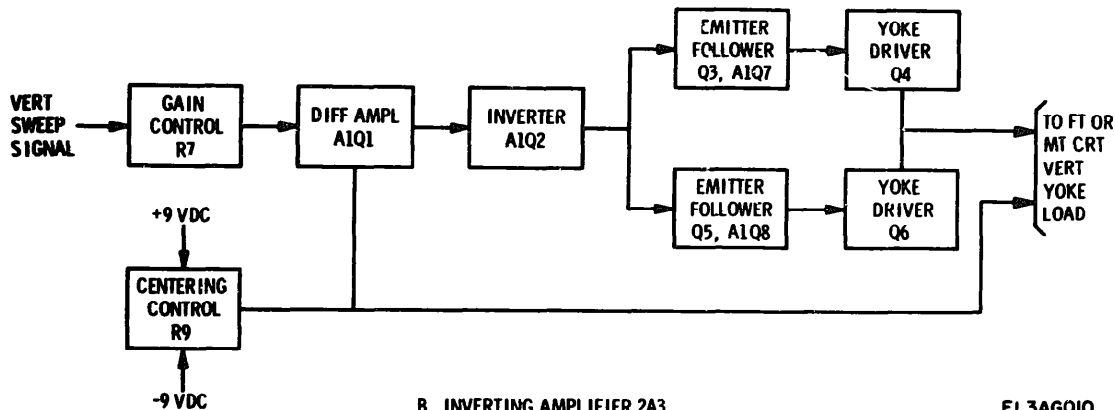 VERT
SWEEP
SIGNAL
GAIN
CONTROL
R7
DIFF AMPL
A1Q1
INVERTER
A1Q2
EMITTER
FOLLOWER
Q3, A1Q7
YOKE
DRIVER
Q4
EMITTER
FOLLOWER
Q5, A1Q8
YOKE
DRIVER
Q6
TO FT OR
MT CRT
VERT
YOKE
LOAD
+9 VDC
CENTERING
CONTROL
R9
-9 VDC
B. INVERTING AMPLIFIER 2A3
EL3AG010